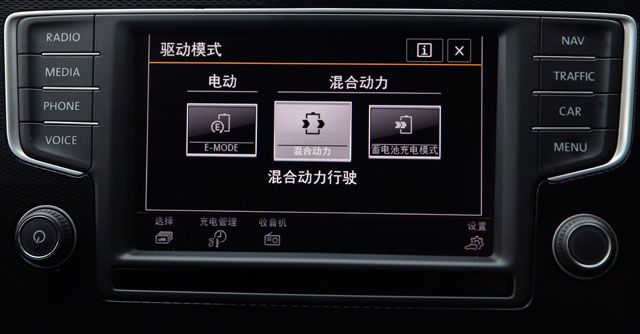 RADIO
MEDIA
PHONE
VOICE
驱动模式
i
电动
混合动力
E
E-MODE
混合动力
蓄电池充电模式
混合动力行驶
选择
充电管理
收音机
设置
NAV
TRAFFIC
CAR
MENU